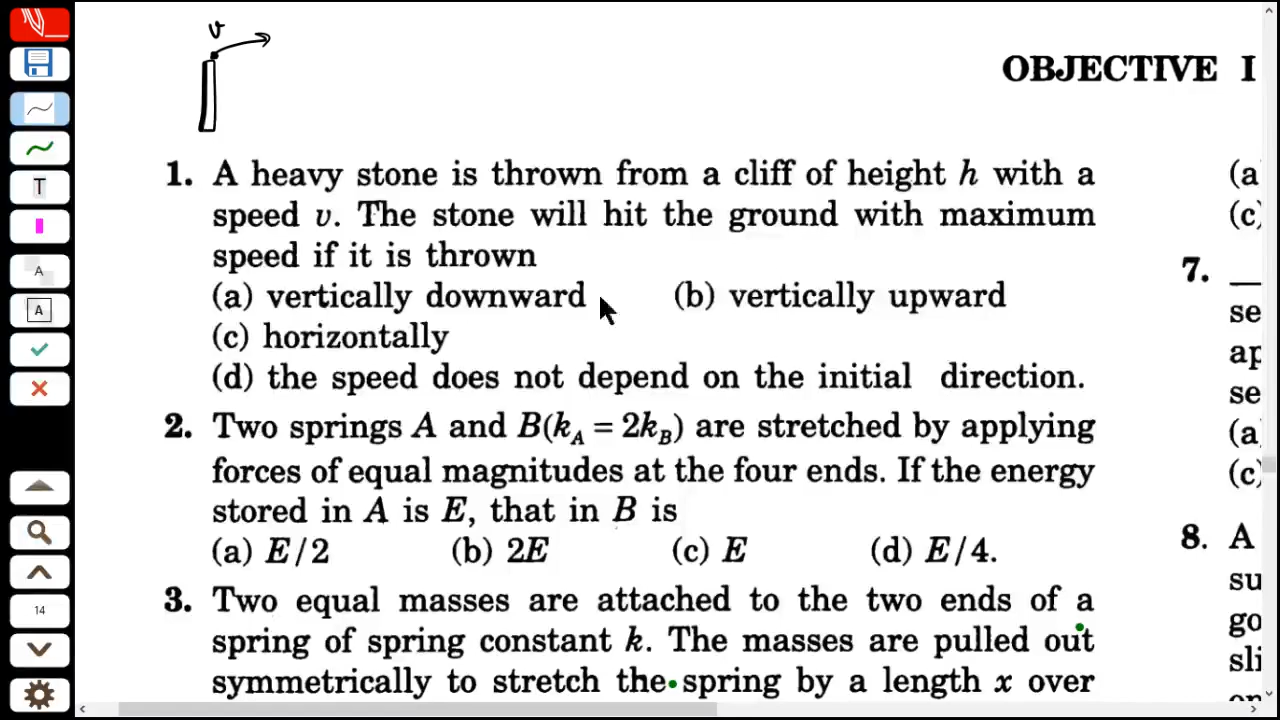 v
OBJECTIVE I
1. A heavy stone is thrown from a cliff of height h with a
speed v. The stone will hit the ground with maximum
speed if it is thrown
(a) vertically downward (b) vertically upward
(c) horizontally
(d) the speed does not depend on the initial direction.
2. Two springs A and B(k_A = 2k_B) are stretched by applying
forces of equal magnitudes at the four ends. If the energy
stored in A is E, that in B is
(a) E/2 (b) 2E (c) E (d) E/4.
3. Two equal masses are attached to the two ends of a
spring of spring constant k. The masses are pulled out
symmetrically to stretch the spring by a length x over
(a
(c)
7.
se
ap
se
(a
(c)
8. A
su
go
sli
T
A
A
14